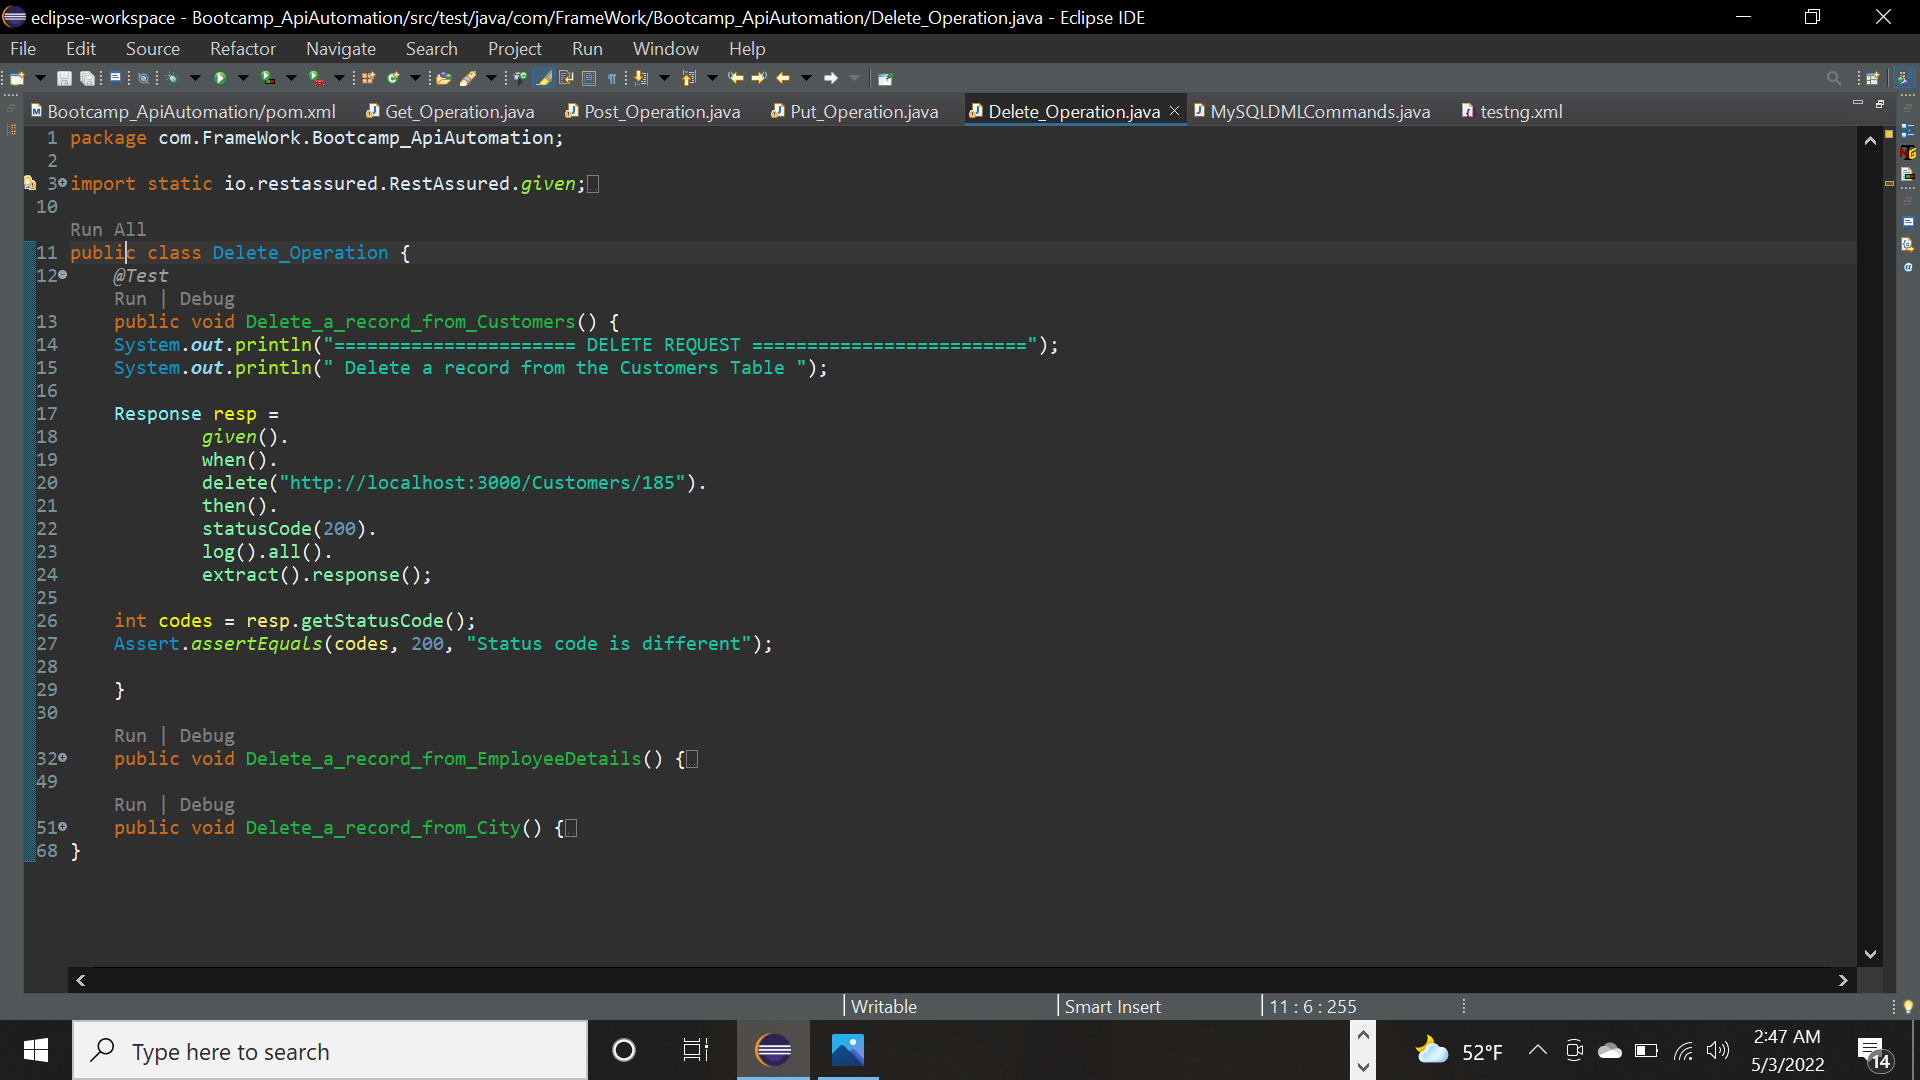 eclipse-workspace - Bootcamp_ApiAutomation/src/test/java/com/FrameWork/Bootcamp_ApiAutomation/Delete_Operation.java - Eclipse IDE
File Edit Source Refactor Navigate Search Project Run Window Help
Bootcamp_ApiAutomation/pom.xml Get_Operation.java Post_Operation.java Put_Operation.java Delete_Operation.java MySQLDMLCommands.java testng.xml
1 package com.FrameWork.Bootcamp_ApiAutomation;
2
3 import static io.restassured.RestAssured.given;
10
Run All
11 public class Delete_Operation {
12 @Test
Run | Debug
13 public void Delete_a_record_from_Customers() {
14 System.out.println("====================== DELETE REQUEST =========================");
15 System.out.println(" Delete a record from the Customers Table ");
16
17 Response resp =
18 given().
19 when().
20 delete("http://localhost:3000/Customers/185").
21 then().
22 statusCode(200).
23 log().all().
24 extract().response();
25
26 int codes = resp.getStatusCode();
27 Assert.assertEquals(codes, 200, "Status code is different");
28
29 }
30
Run | Debug
32 public void Delete_a_record_from_EmployeeDetails() {
49
Run | Debug
51 public void Delete_a_record_from_City() {
68 }
Writable Smart Insert 11 : 6 : 255
Type here to search 52°F 2:47 AM
5/3/2022 14